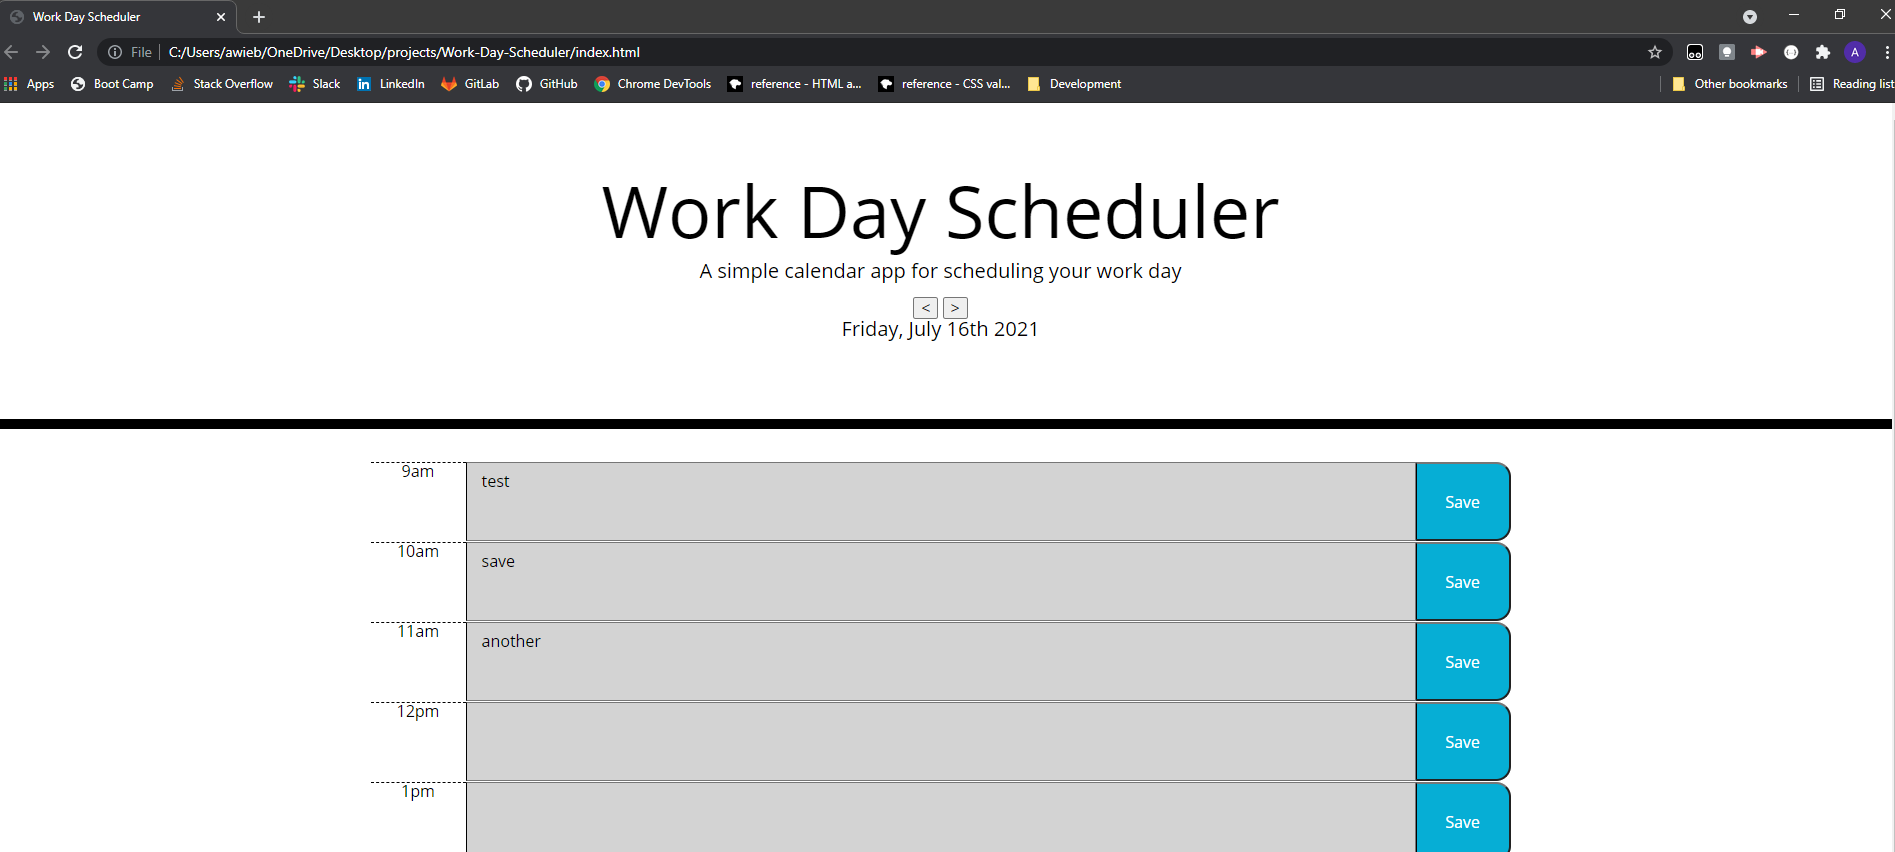 Work Day Scheduler
File C:/Users/awieb/OneDrive/Desktop/projects/Work-Day-Scheduler/index.html
A
Apps Boot Camp Stack Overflow Slack LinkedIn GitLab GitHub Chrome DevTools reference - HTML a... reference - CSS val... Development Other bookmarks Reading list
Work Day Scheduler
A simple calendar app for scheduling your work day
< >
Friday, July 16th 2021
9am test Save
10am save Save
11am another Save
12pm Save
1pm Save